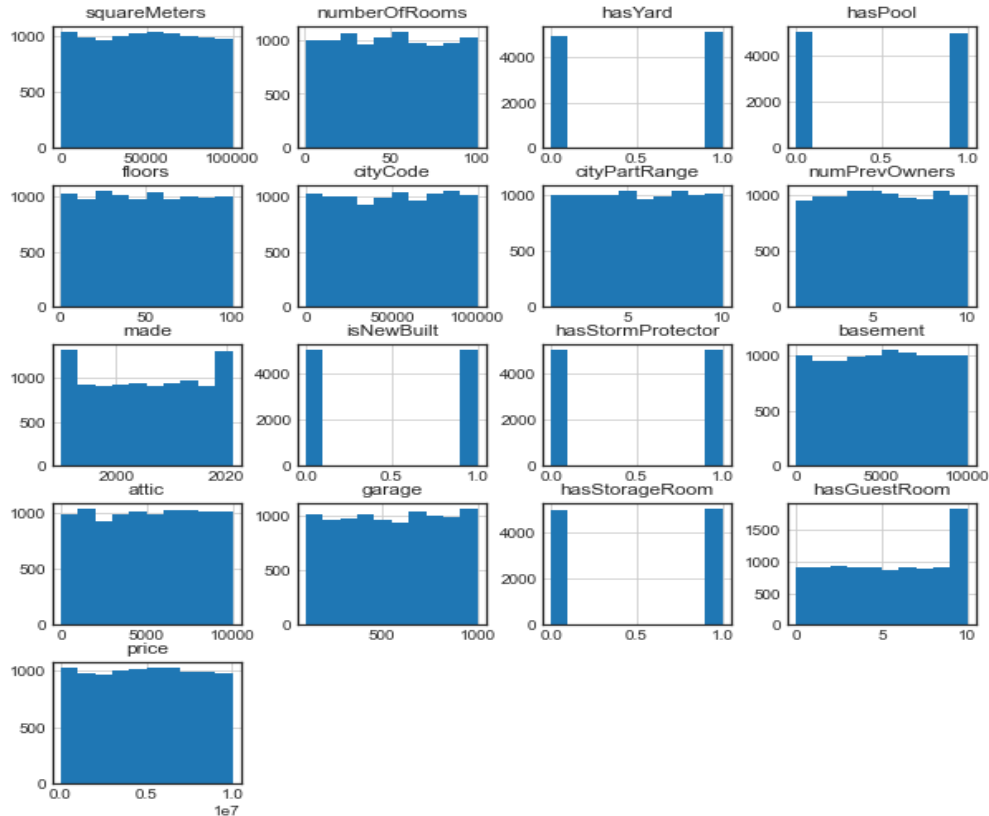 squareMeters numberOfRooms hasYard hasPool
1000 1000 4000 4000
500 500 2000 2000
0 0 0 0
0 50000 100000 0 50 100 0.0 0.5 1.0 0.0 0.5 1.0
floors cityCode cityPartRange numPrevOwners
1000 1000 1000 1000
500 500 500 500
0 0 0 0
0 50 100 0 50000 100000 5 10 5 10
made isNewBuilt hasStormProtector basement
1000 4000 4000 1000
500 2000 2000 500
0 0 0 0
2000 2020 0.0 0.5 1.0 0.0 0.5 1.0 5000 10000
attic garage hasStorageRoom hasGuestRoom
1000 1000 4000 1500
500 500 2000 1000
500
0 0 0 0
0 5000 10000 500 1000 0.0 0.5 1.0 0 5 10
price
1000
500
0
0.0 0.5 1.0
1e7